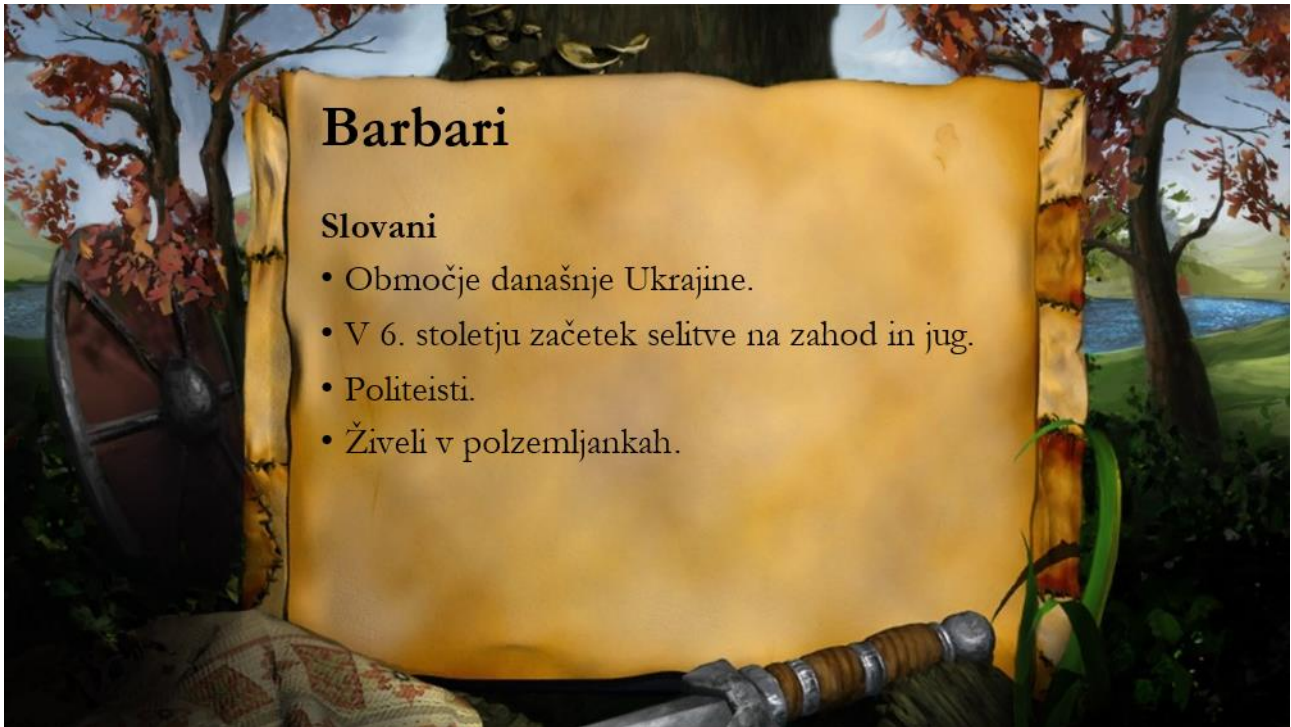 Barbari
Slovani
• Območje današnje Ukrajine.
• V 6. stoletju začetek selitve na zahod in jug.
• Politeisti.
• Živeli v polzemljankah.